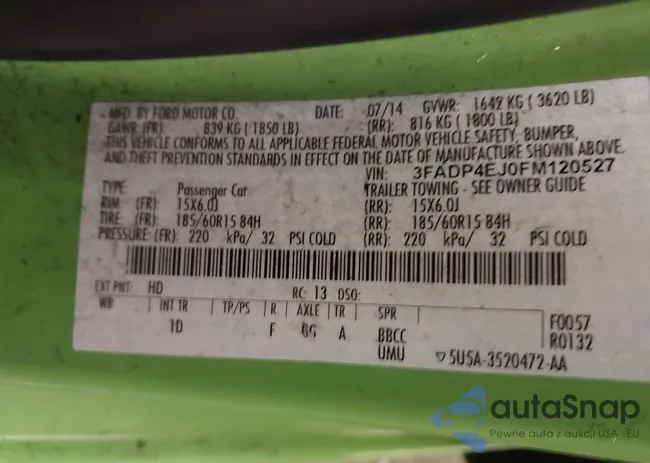 MFD. BY FORD MOTOR CO. DATE: 07/14 GVWR: 1642 KG ( 3620 LB)
GAWR: (FR) 839 KG ( 1850 LB) (RR): 816 KG ( 1800 LB)
THIS VEHICLE CONFORMS TO ALL APPLICABLE FEDERAL MOTOR VEHICLE SAFETY, BUMPER,
AND THEFT PREVENTION STANDARDS IN EFFECT ON THE DATE OF MANUFACTURE SHOWN ABOVE.
VIN: 3FADP4EJ0FM120527
TYPE: Passenger Car TRAILER TOWING - SEE OWNER GUIDE
RIM: (FR) 15X6.0J (RR): 15X6.0J
TIRE: (FR) 185/60R15 84H (RR): 185/60R15 84H
PRESSURE: (FR) 220 kPa/ 32 PSI COLD (RR): 220 kPa/ 32 PSI COLD
EXT PNT: HD RC: 13 DSO:
WB INT TR TP/PS R AXLE TR SPR
1D F A BBCC F0057
UMU R0132
▽5U5A-3520472-AA
autaSnap
Pewne auta z aukcji USA i EU